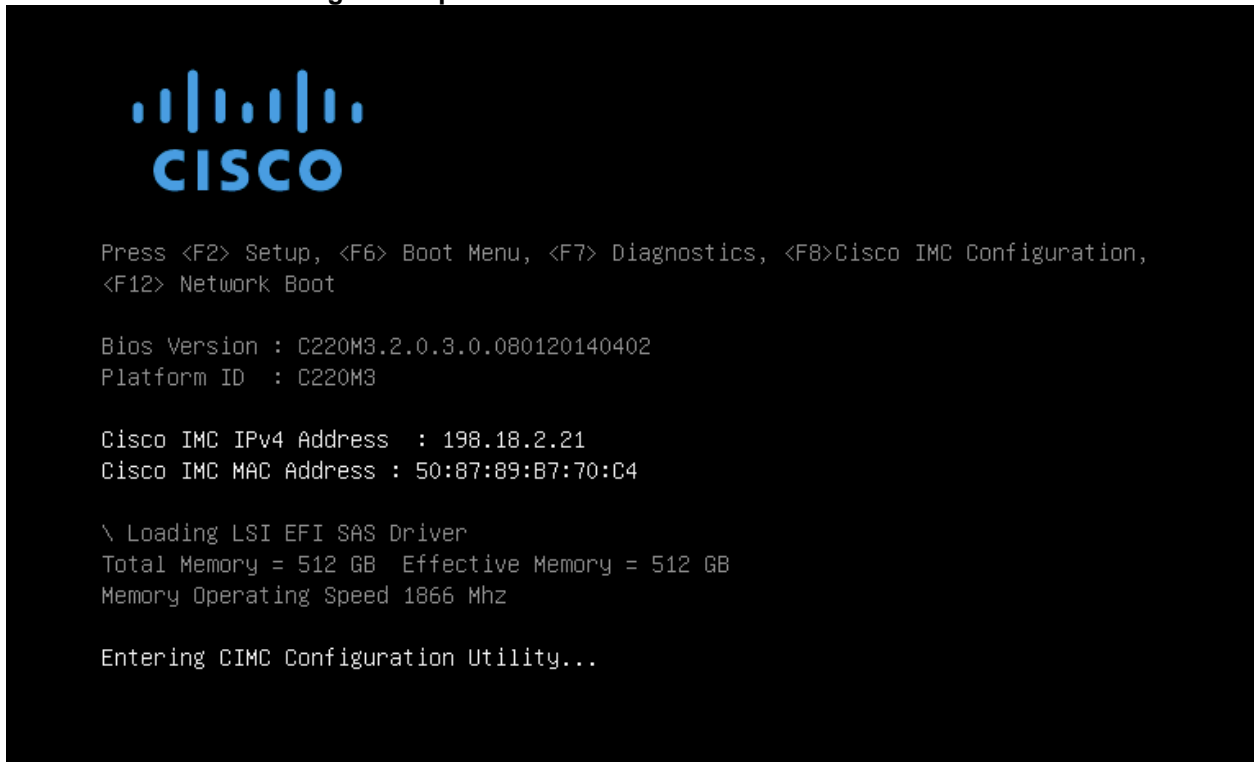 CISCO
Press <F2> Setup, <F6> Boot Menu, <F7> Diagnostics, <F8>Cisco IMC Configuration,
<F12> Network Boot
Bios Version : C220M3.2.0.3.0.080120140402
Platform ID  : C220M3
Cisco IMC IPv4 Address  : 198.18.2.21
Cisco IMC MAC Address : 50:87:89:B7:70:C4
\ Loading LSI EFI SAS Driver
Total Memory = 512 GB  Effective Memory = 512 GB
Memory Operating Speed 1866 Mhz
Entering CIMC Configuration Utility...